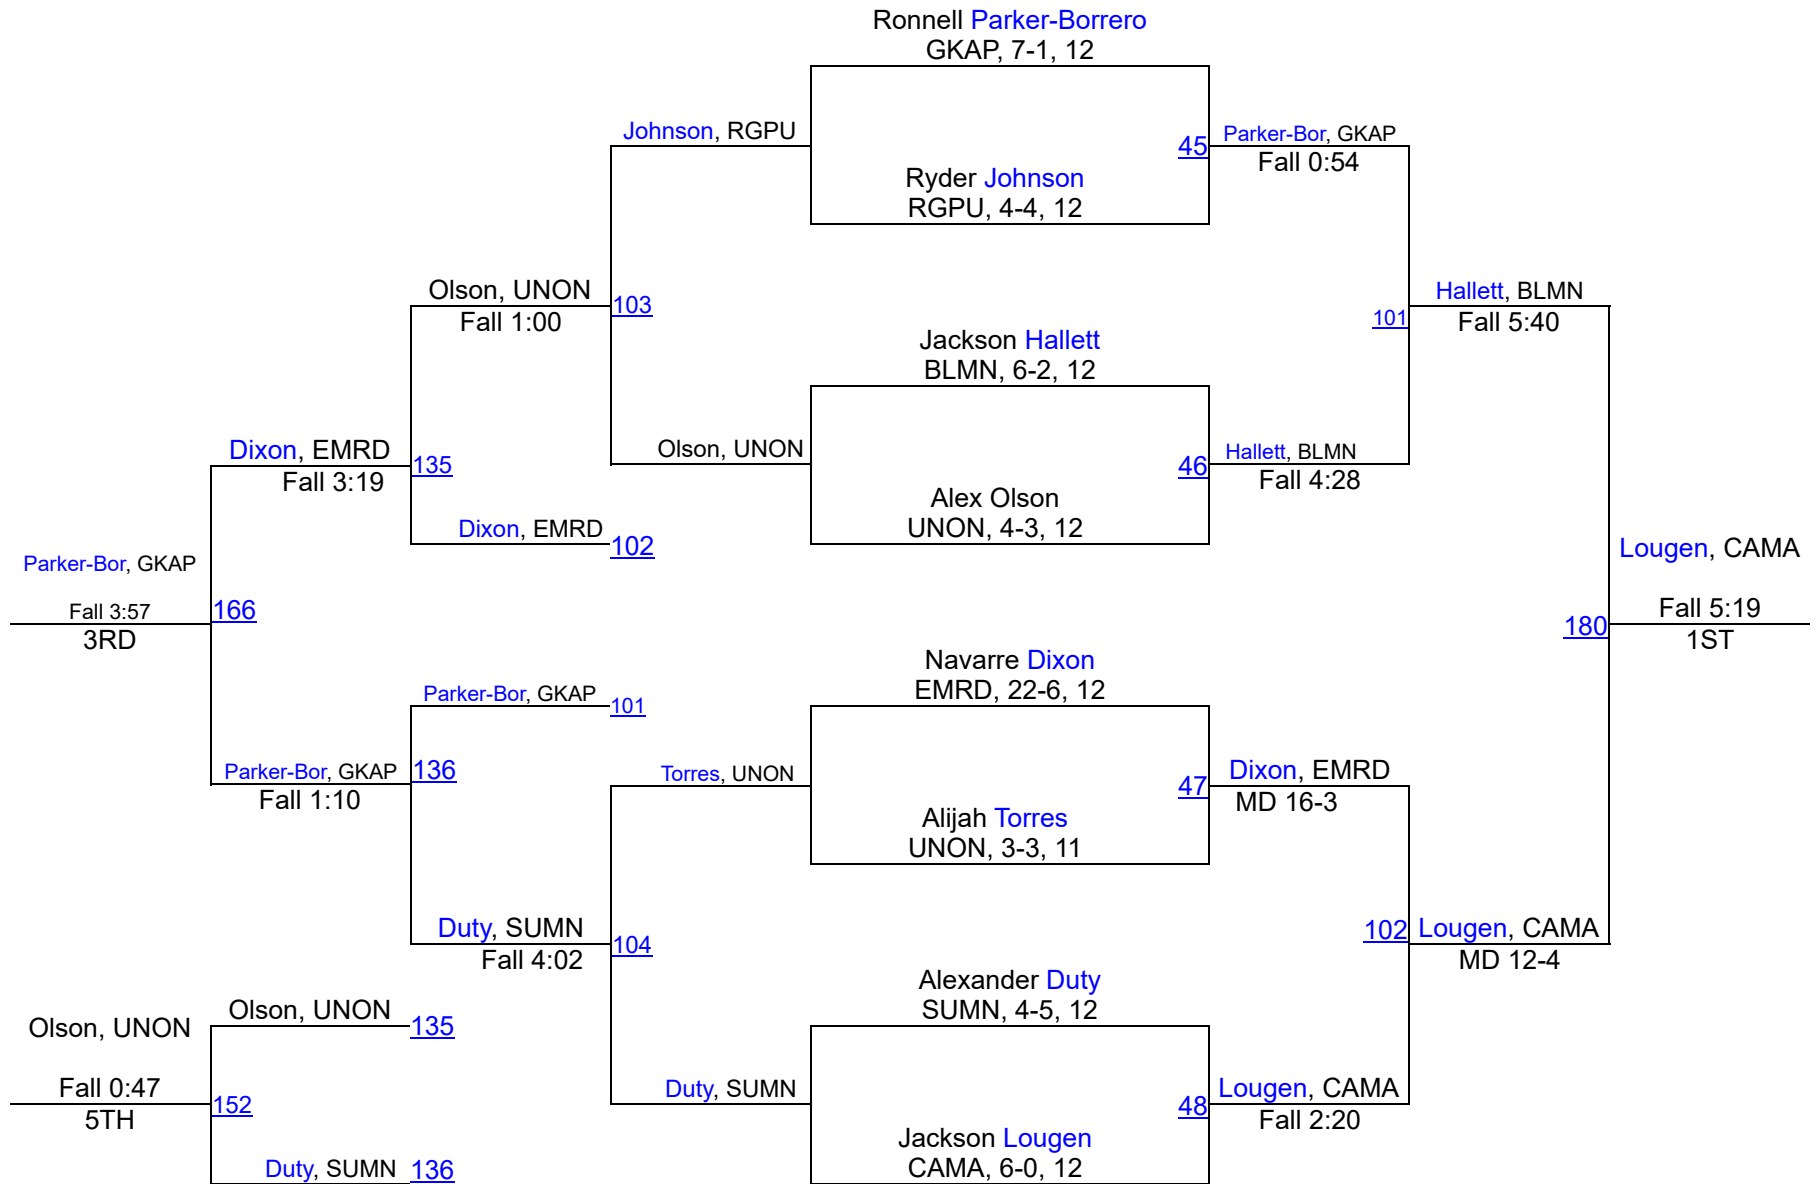 Ronnell Parker-Borrero
GKAP, 7-1, 12
Johnson, RGPU
45
Parker-Bor, GKAP
Fall 0:54
Ryder Johnson
RGPU, 4-4, 12
Olson, UNON
Fall 1:00
103
Hallett, BLMN
Fall 5:40
101
Jackson Hallett
BLMN, 6-2, 12
Dixon, EMRD
Fall 3:19
135
Olson, UNON
46
Hallett, BLMN
Fall 4:28
Alex Olson
UNON, 4-3, 12
Dixon, EMRD
102
Parker-Bor, GKAP
Fall 3:57
3RD
166
Lougen, CAMA
Fall 5:19
1ST
180
Navarre Dixon
EMRD, 22-6, 12
Parker-Bor, GKAP
101
Parker-Bor, GKAP
Fall 1:10
136
Torres, UNON
47
Dixon, EMRD
MD 16-3
Alijah Torres
UNON, 3-3, 11
Duty, SUMN
Fall 4:02
104
102
Lougen, CAMA
MD 12-4
Alexander Duty
SUMN, 4-5, 12
Olson, UNON
Olson, UNON
135
Fall 0:47
5TH
152
Duty, SUMN
48
Lougen, CAMA
Fall 2:20
Jackson Lougen
CAMA, 6-0, 12
Duty, SUMN
136